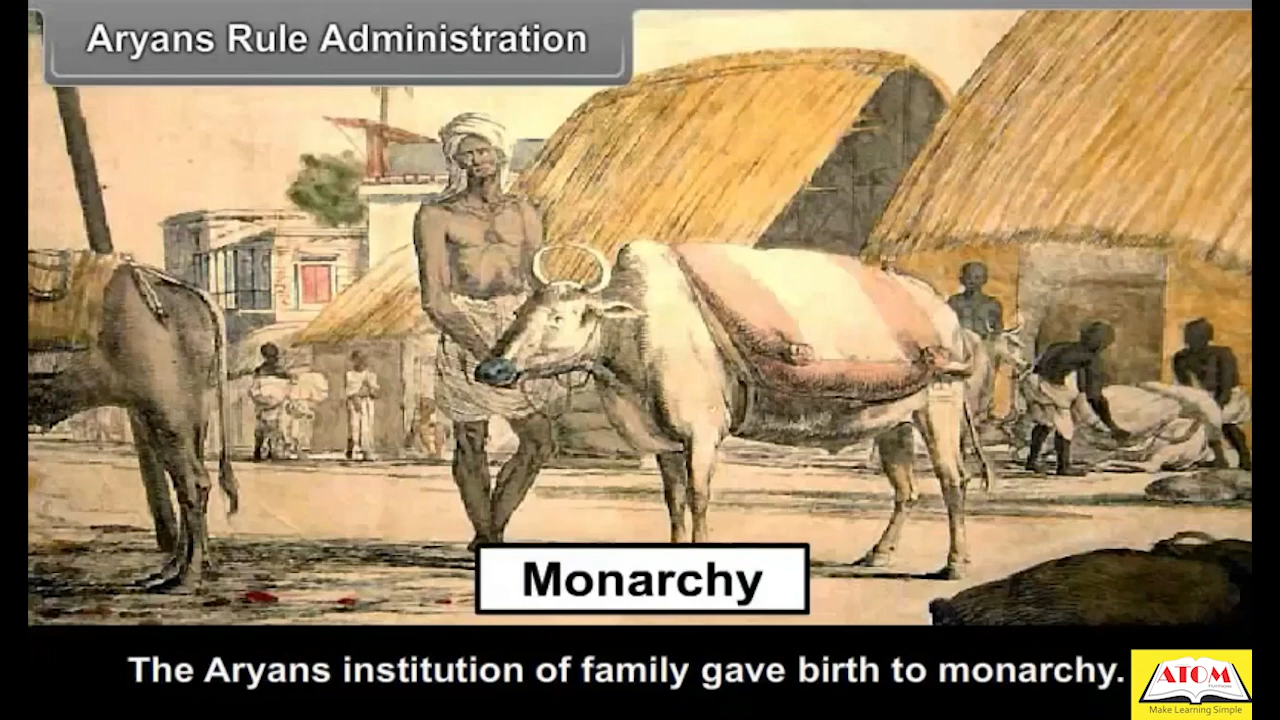 Aryans Rule Administration
Monarchy
The Aryans institution of family gave birth to monarchy.
ATOM
Make Learning Simple